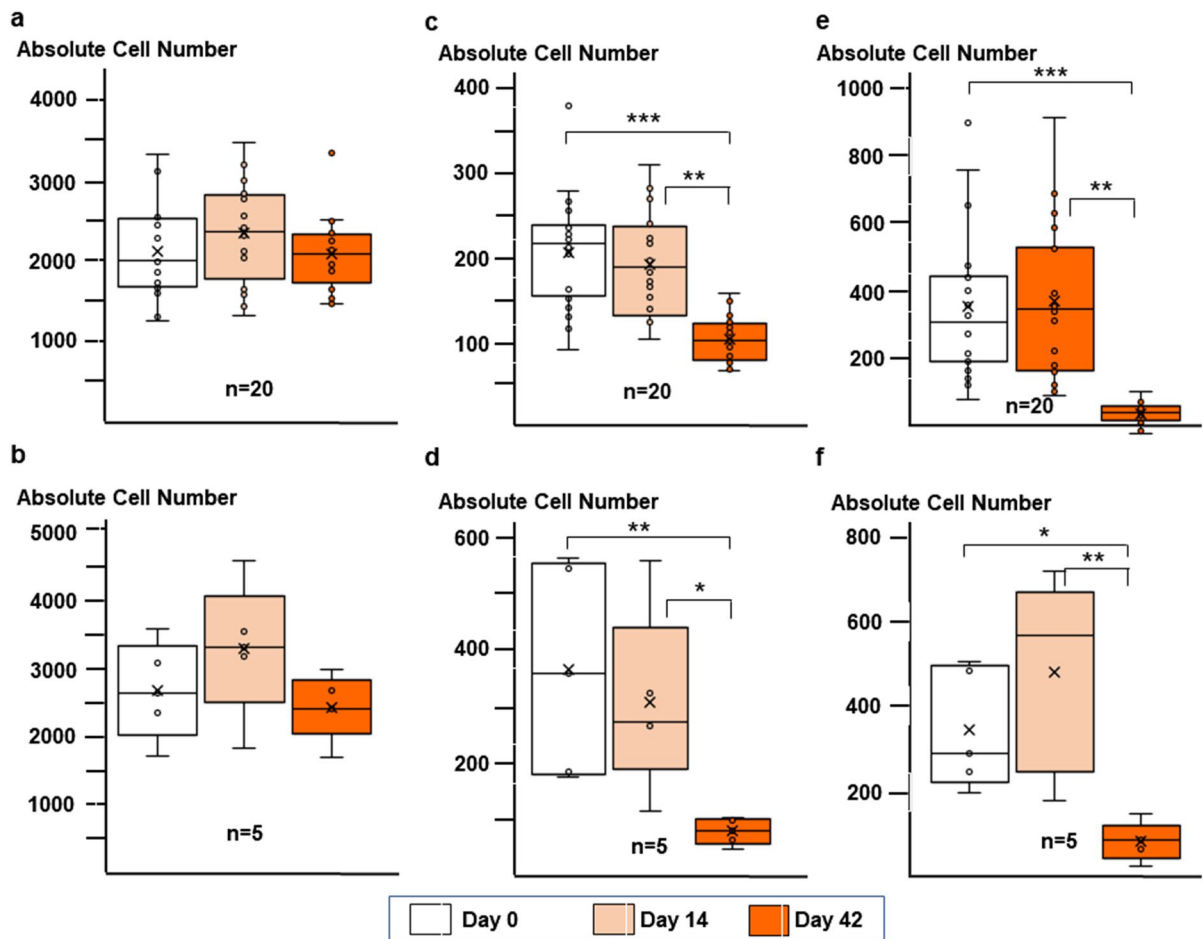 a
Absolute Cell Number
4000
3000
2000
1000
n=20
c
Absolute Cell Number
400
300
200
100
***
**
n=20
e
Absolute Cell Number
1000
800
600
400
200
***
**
n=20
b
Absolute Cell Number
5000
4000
3000
2000
1000
n=5
d
Absolute Cell Number
600
400
200
**
*
n=5
f
Absolute Cell Number
800
600
400
200
*
**
n=5
Day 0 Day 14 Day 42